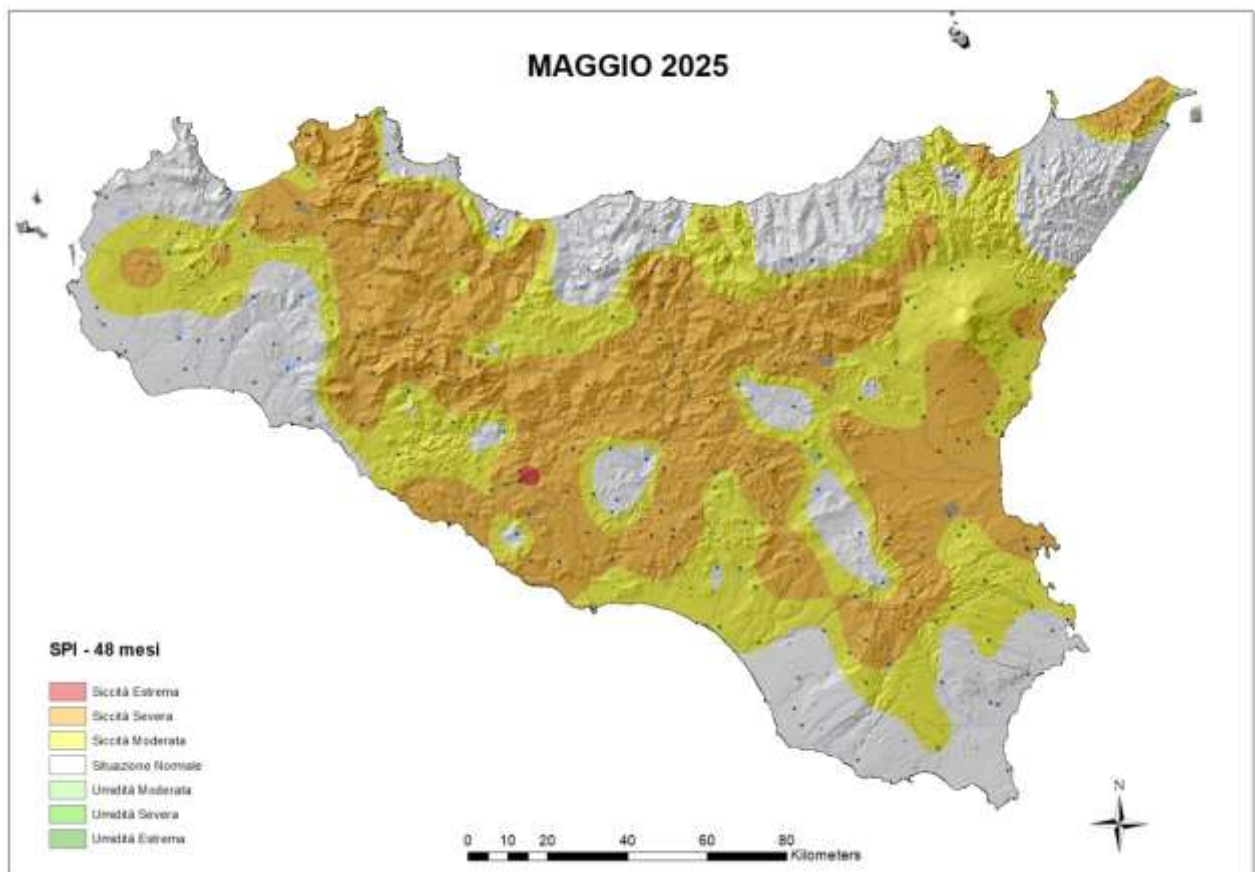 MAGGIO 2025
SPI - 48 mesi
Siccità Estrema
Siccità Severa
Siccità Moderata
Situazione Normale
Umidità Moderata
Umidità Severa
Umidità Estrema
N
0 10 20 40 60 80
Kilometers